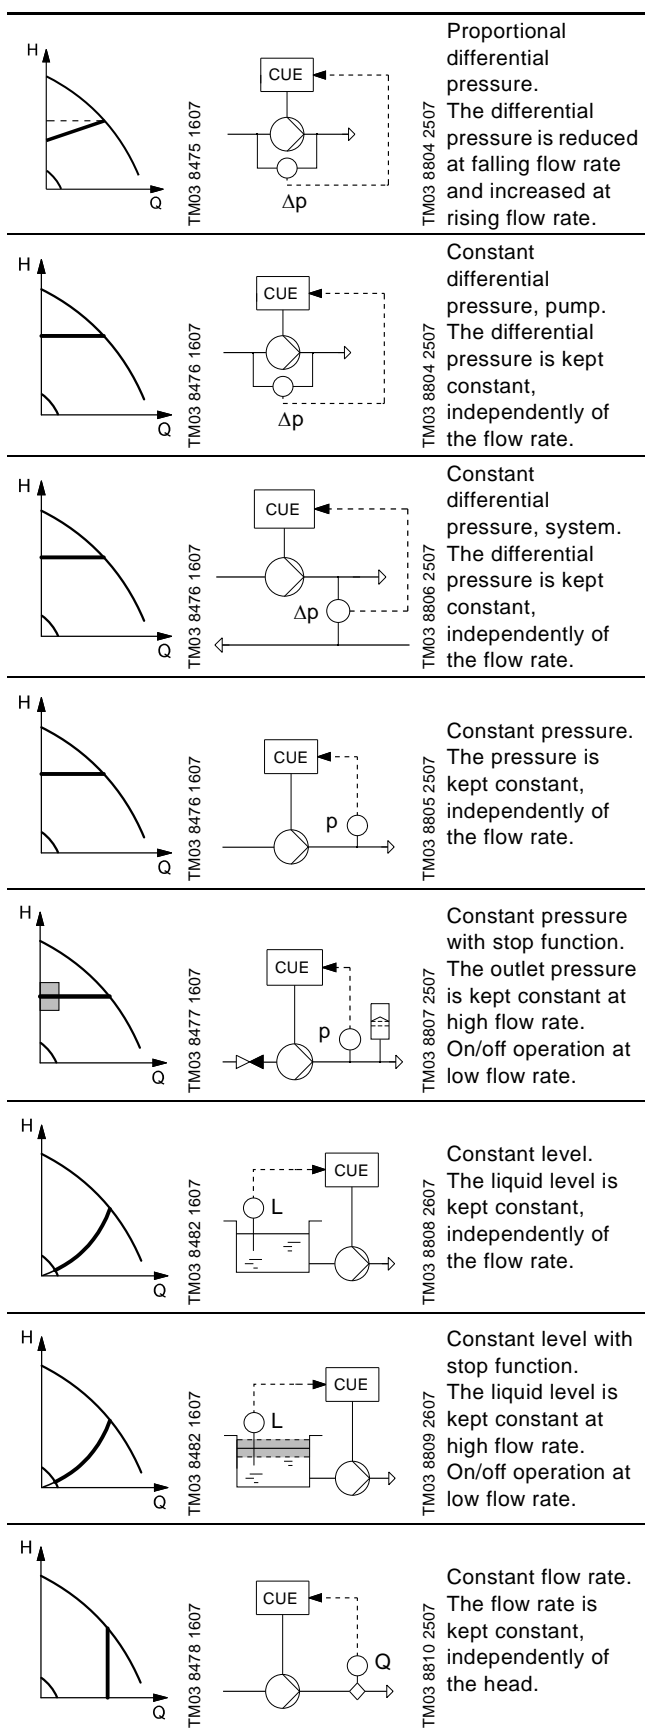 H
Q
TM03 8475 1607
CUE
Δp
TM03 8804 2507
Proportional
differential
pressure.
The differential
pressure is reduced
at falling flow rate
and increased at
rising flow rate.
H
Q
TM03 8476 1607
CUE
Δp
TM03 8804 2507
Constant
differential
pressure, pump.
The differential
pressure is kept
constant,
independently of
the flow rate.
H
Q
TM03 8476 1607
CUE
Δp
TM03 8806 2507
Constant
differential
pressure, system.
The differential
pressure is kept
constant,
independently of
the flow rate.
H
Q
TM03 8476 1607
CUE
p
TM03 8805 2507
Constant pressure.
The pressure is
kept constant,
independently of
the flow rate.
H
Q
TM03 8477 1607
CUE
p
TM03 8807 2507
Constant pressure
with stop function.
The outlet pressure
is kept constant at
high flow rate.
On/off operation at
low flow rate.
H
Q
TM03 8482 1607
CUE
L
TM03 8808 2607
Constant level.
The liquid level is
kept constant,
independently of
the flow rate.
H
Q
TM03 8482 1607
CUE
L
TM03 8809 2607
Constant level with
stop function.
The liquid level is
kept constant at
high flow rate.
On/off operation at
low flow rate.
H
Q
TM03 8478 1607
CUE
Q
TM03 8810 2507
Constant flow rate.
The flow rate is
kept constant,
independently of
the head.